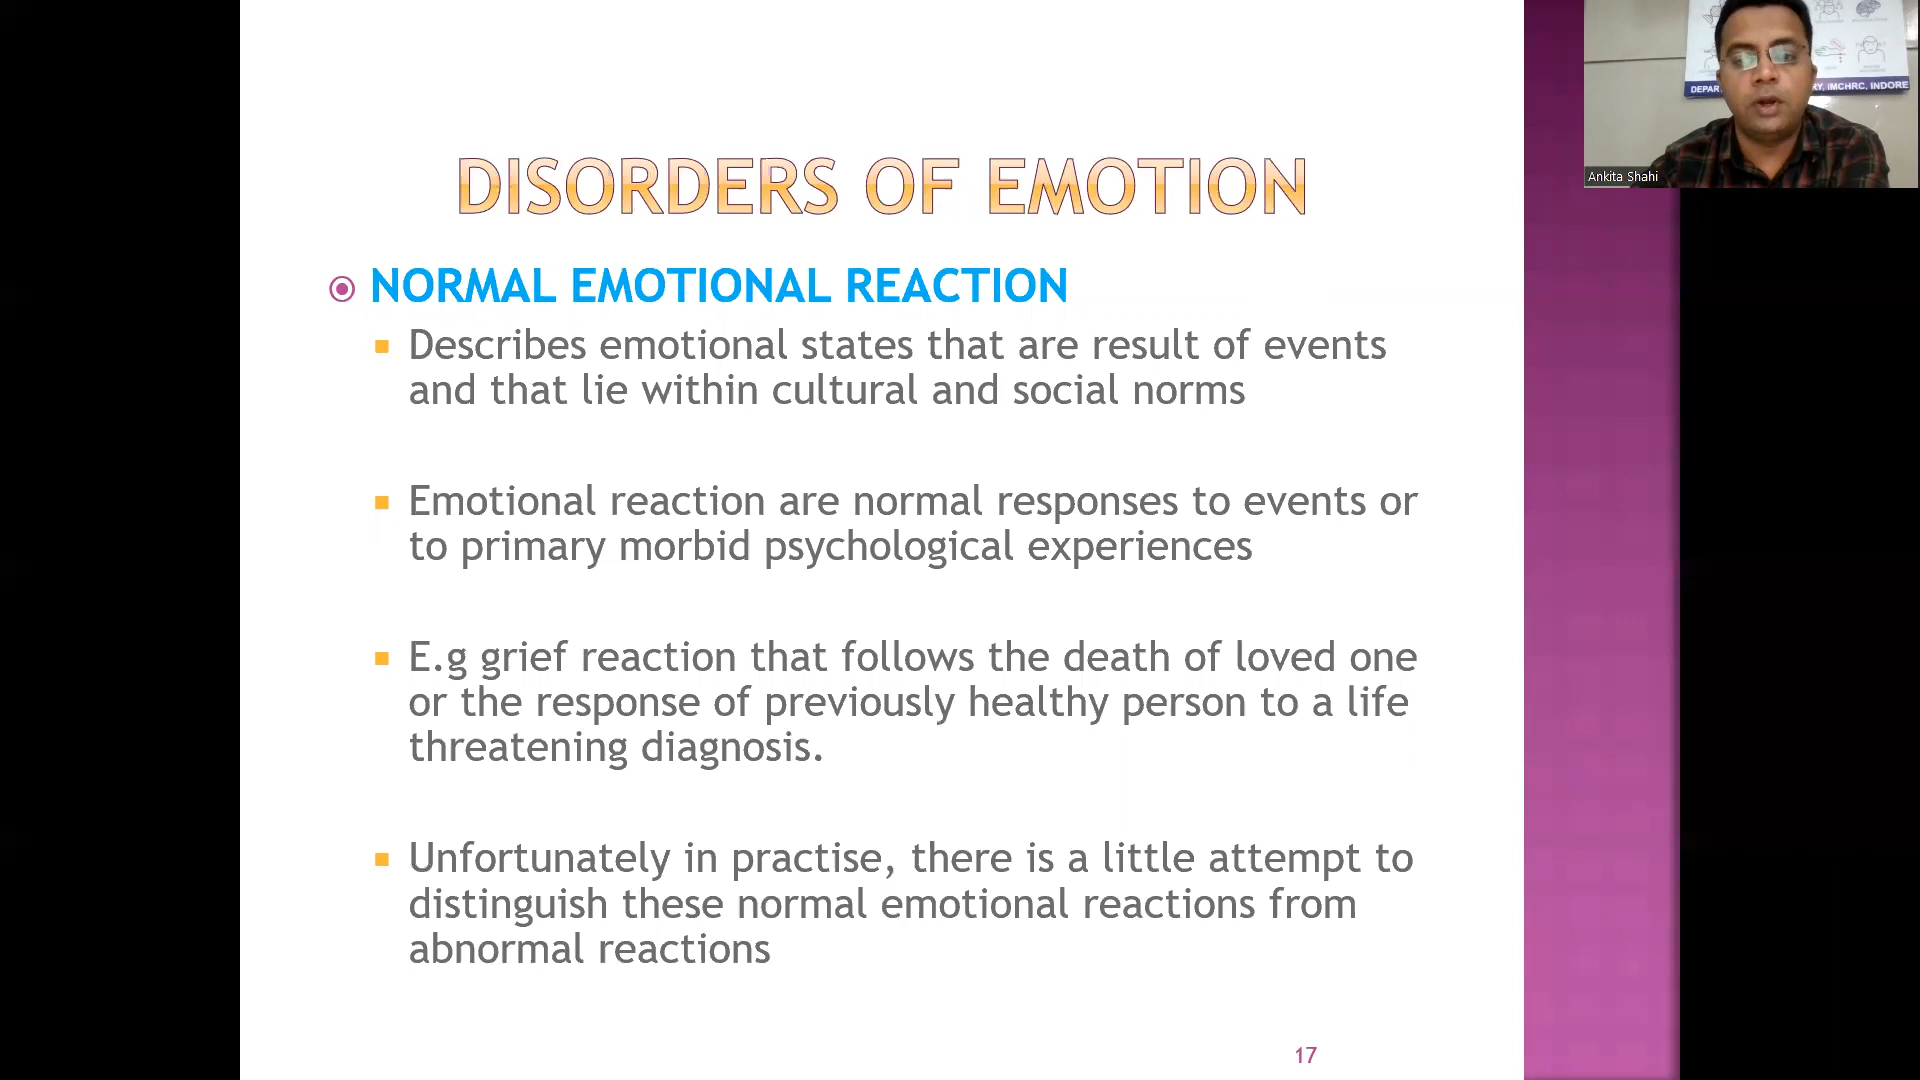 DISORDERS OF EMOTION
NORMAL EMOTIONAL REACTION
Describes emotional states that are result of events
and that lie within cultural and social norms
Emotional reaction are normal responses to events or
to primary morbid psychological experiences
E.g grief reaction that follows the death of loved one
or the response of previously healthy person to a life
threatening diagnosis.
Unfortunately in practise, there is a little attempt to
distinguish these normal emotional reactions from
abnormal reactions
17
RY, IMCHRC, INDORE
Ankita Shahi